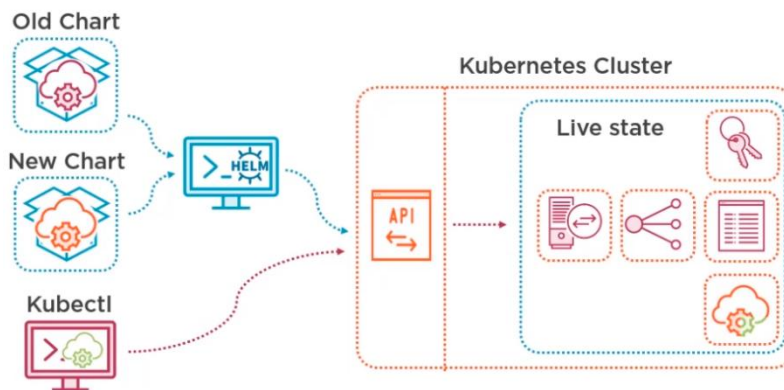 Old Chart
Kubernetes Cluster
Live state
New Chart
>_ HELM
API
Kubectl
>_